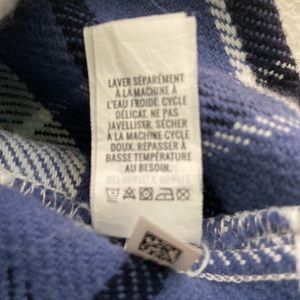 LAVER SÉPARÉMENT
À LA MACHINE À
L'EAU FROIDE. CYCLE
DÉLICAT. NE PAS
JAVELLISER. SÉCHER
À LA MACHINE CYCLE
DOUX. REPASSER À
BASSE TEMPÉRATURE
AU BESOIN.